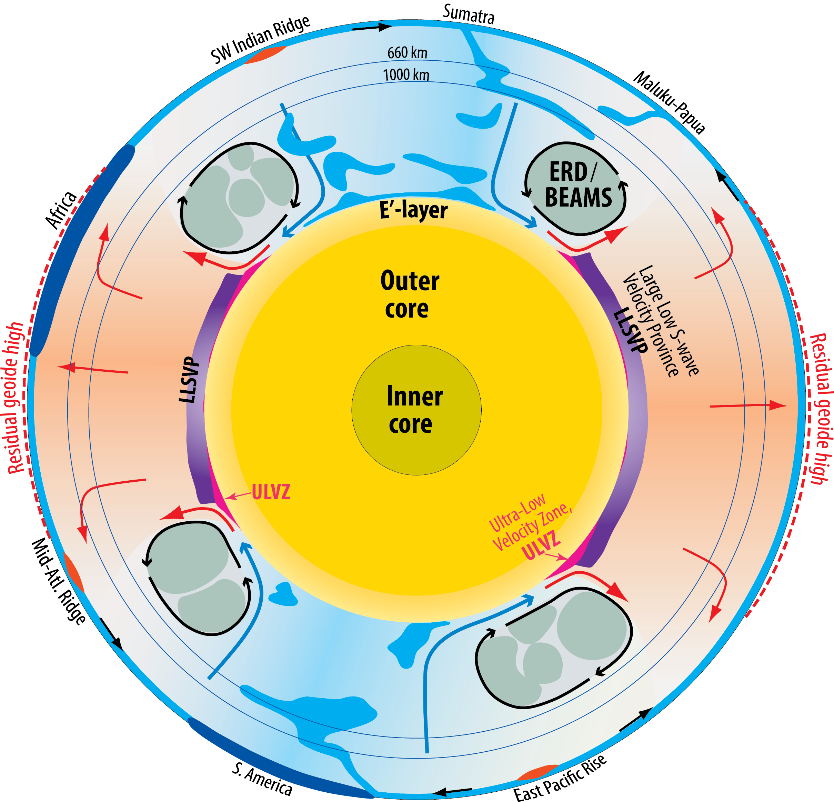 Sumatra
SW Indian Ridge
660 km
1000 km
Maluku-Papua
ERD/
BEAMS
Africa
E′-layer
Outer
core
Large Low S-wave
Velocity Province
LLSVP
LLSVP
Inner
core
Residual geoide high
Residual geoide high
ULVZ
Ultra-Low
Velocity Zone,
ULVZ
Mid-Atl. Ridge
S. America
East Pacific Rise